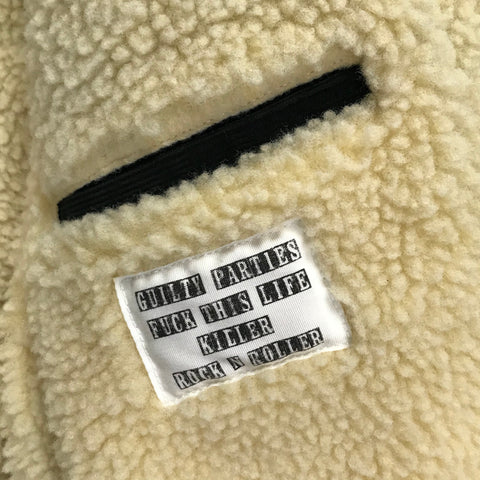 GUILTY PARTIES
FUCK THIS LIFE
KILLER
ROCK N ROLLER